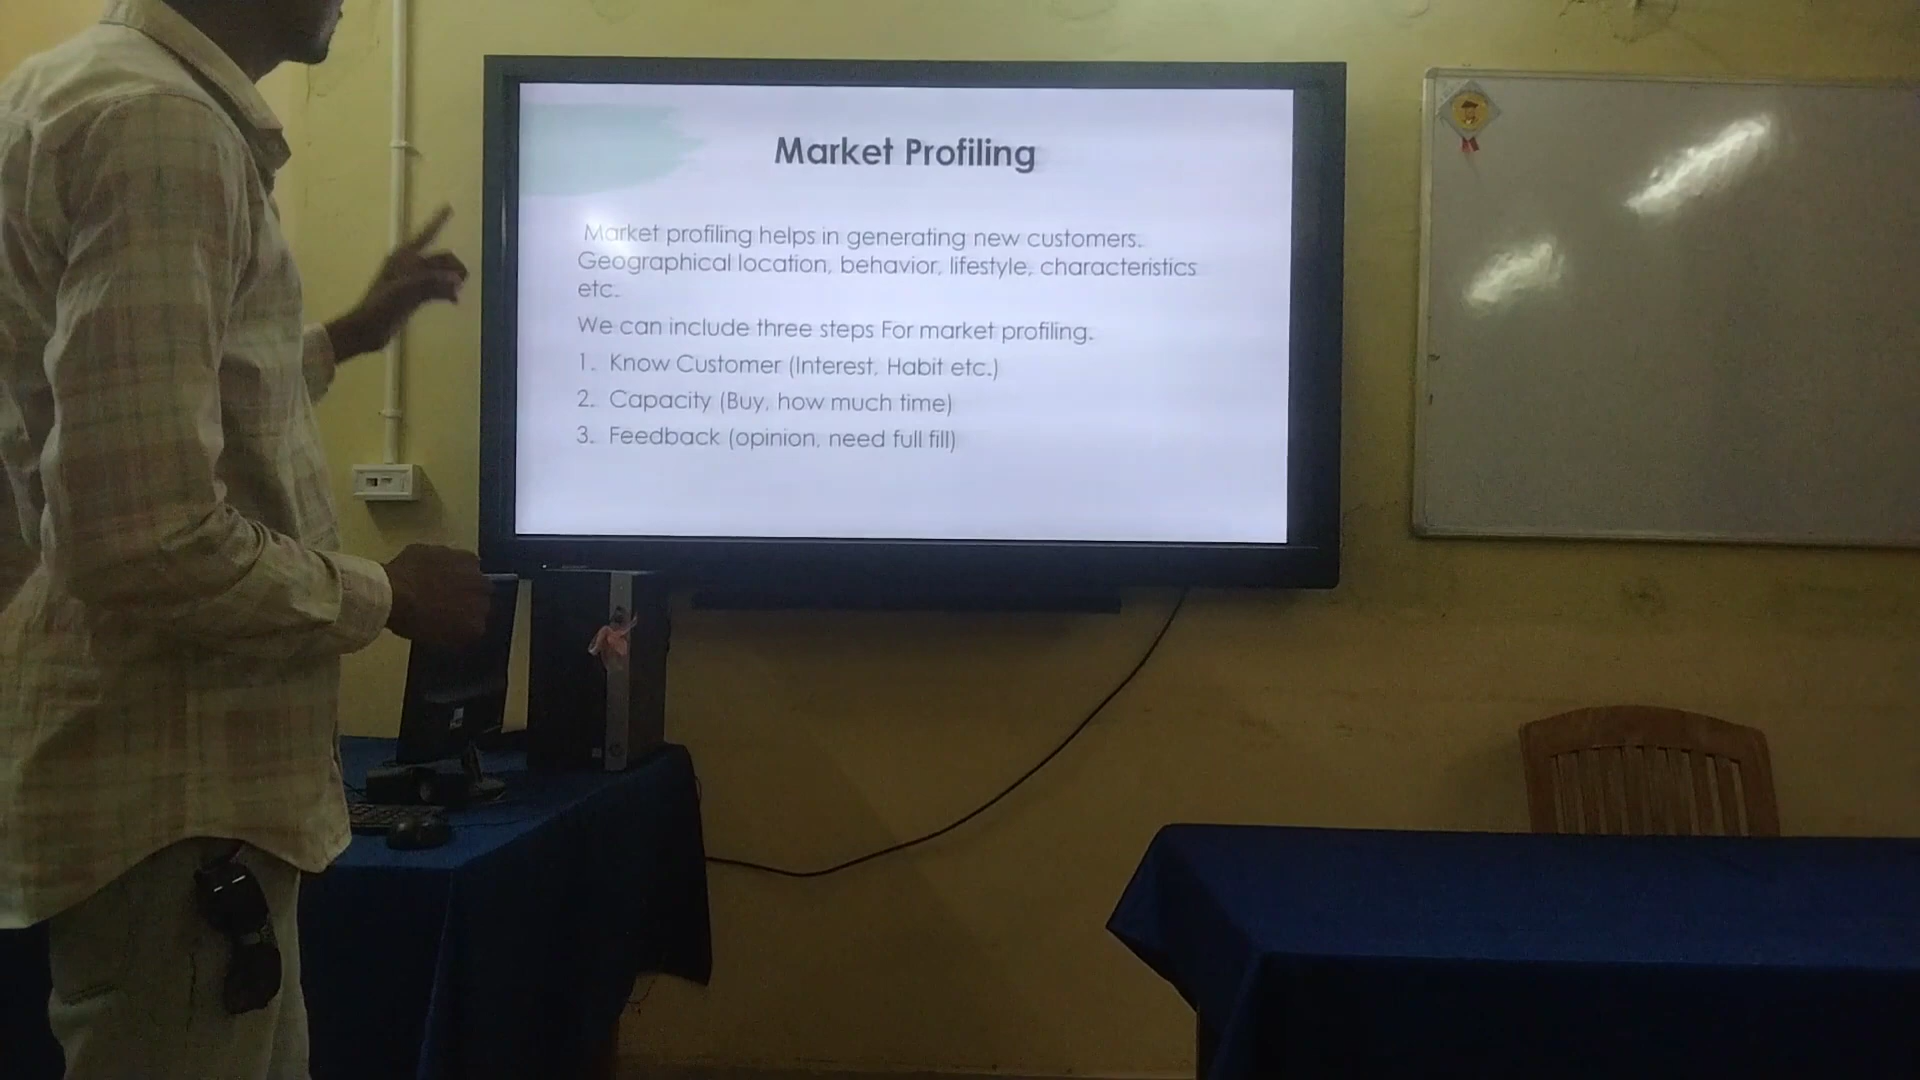 Market Profiling
Market profiling helps in generating new customers.
Geographical location, behavior, lifestyle, characteristics
etc.
We can include three steps For market profiling.
1. Know Customer (Interest, Habit etc.)
2. Capacity (Buy, how much time)
3. Feedback (opinion, need full fill)